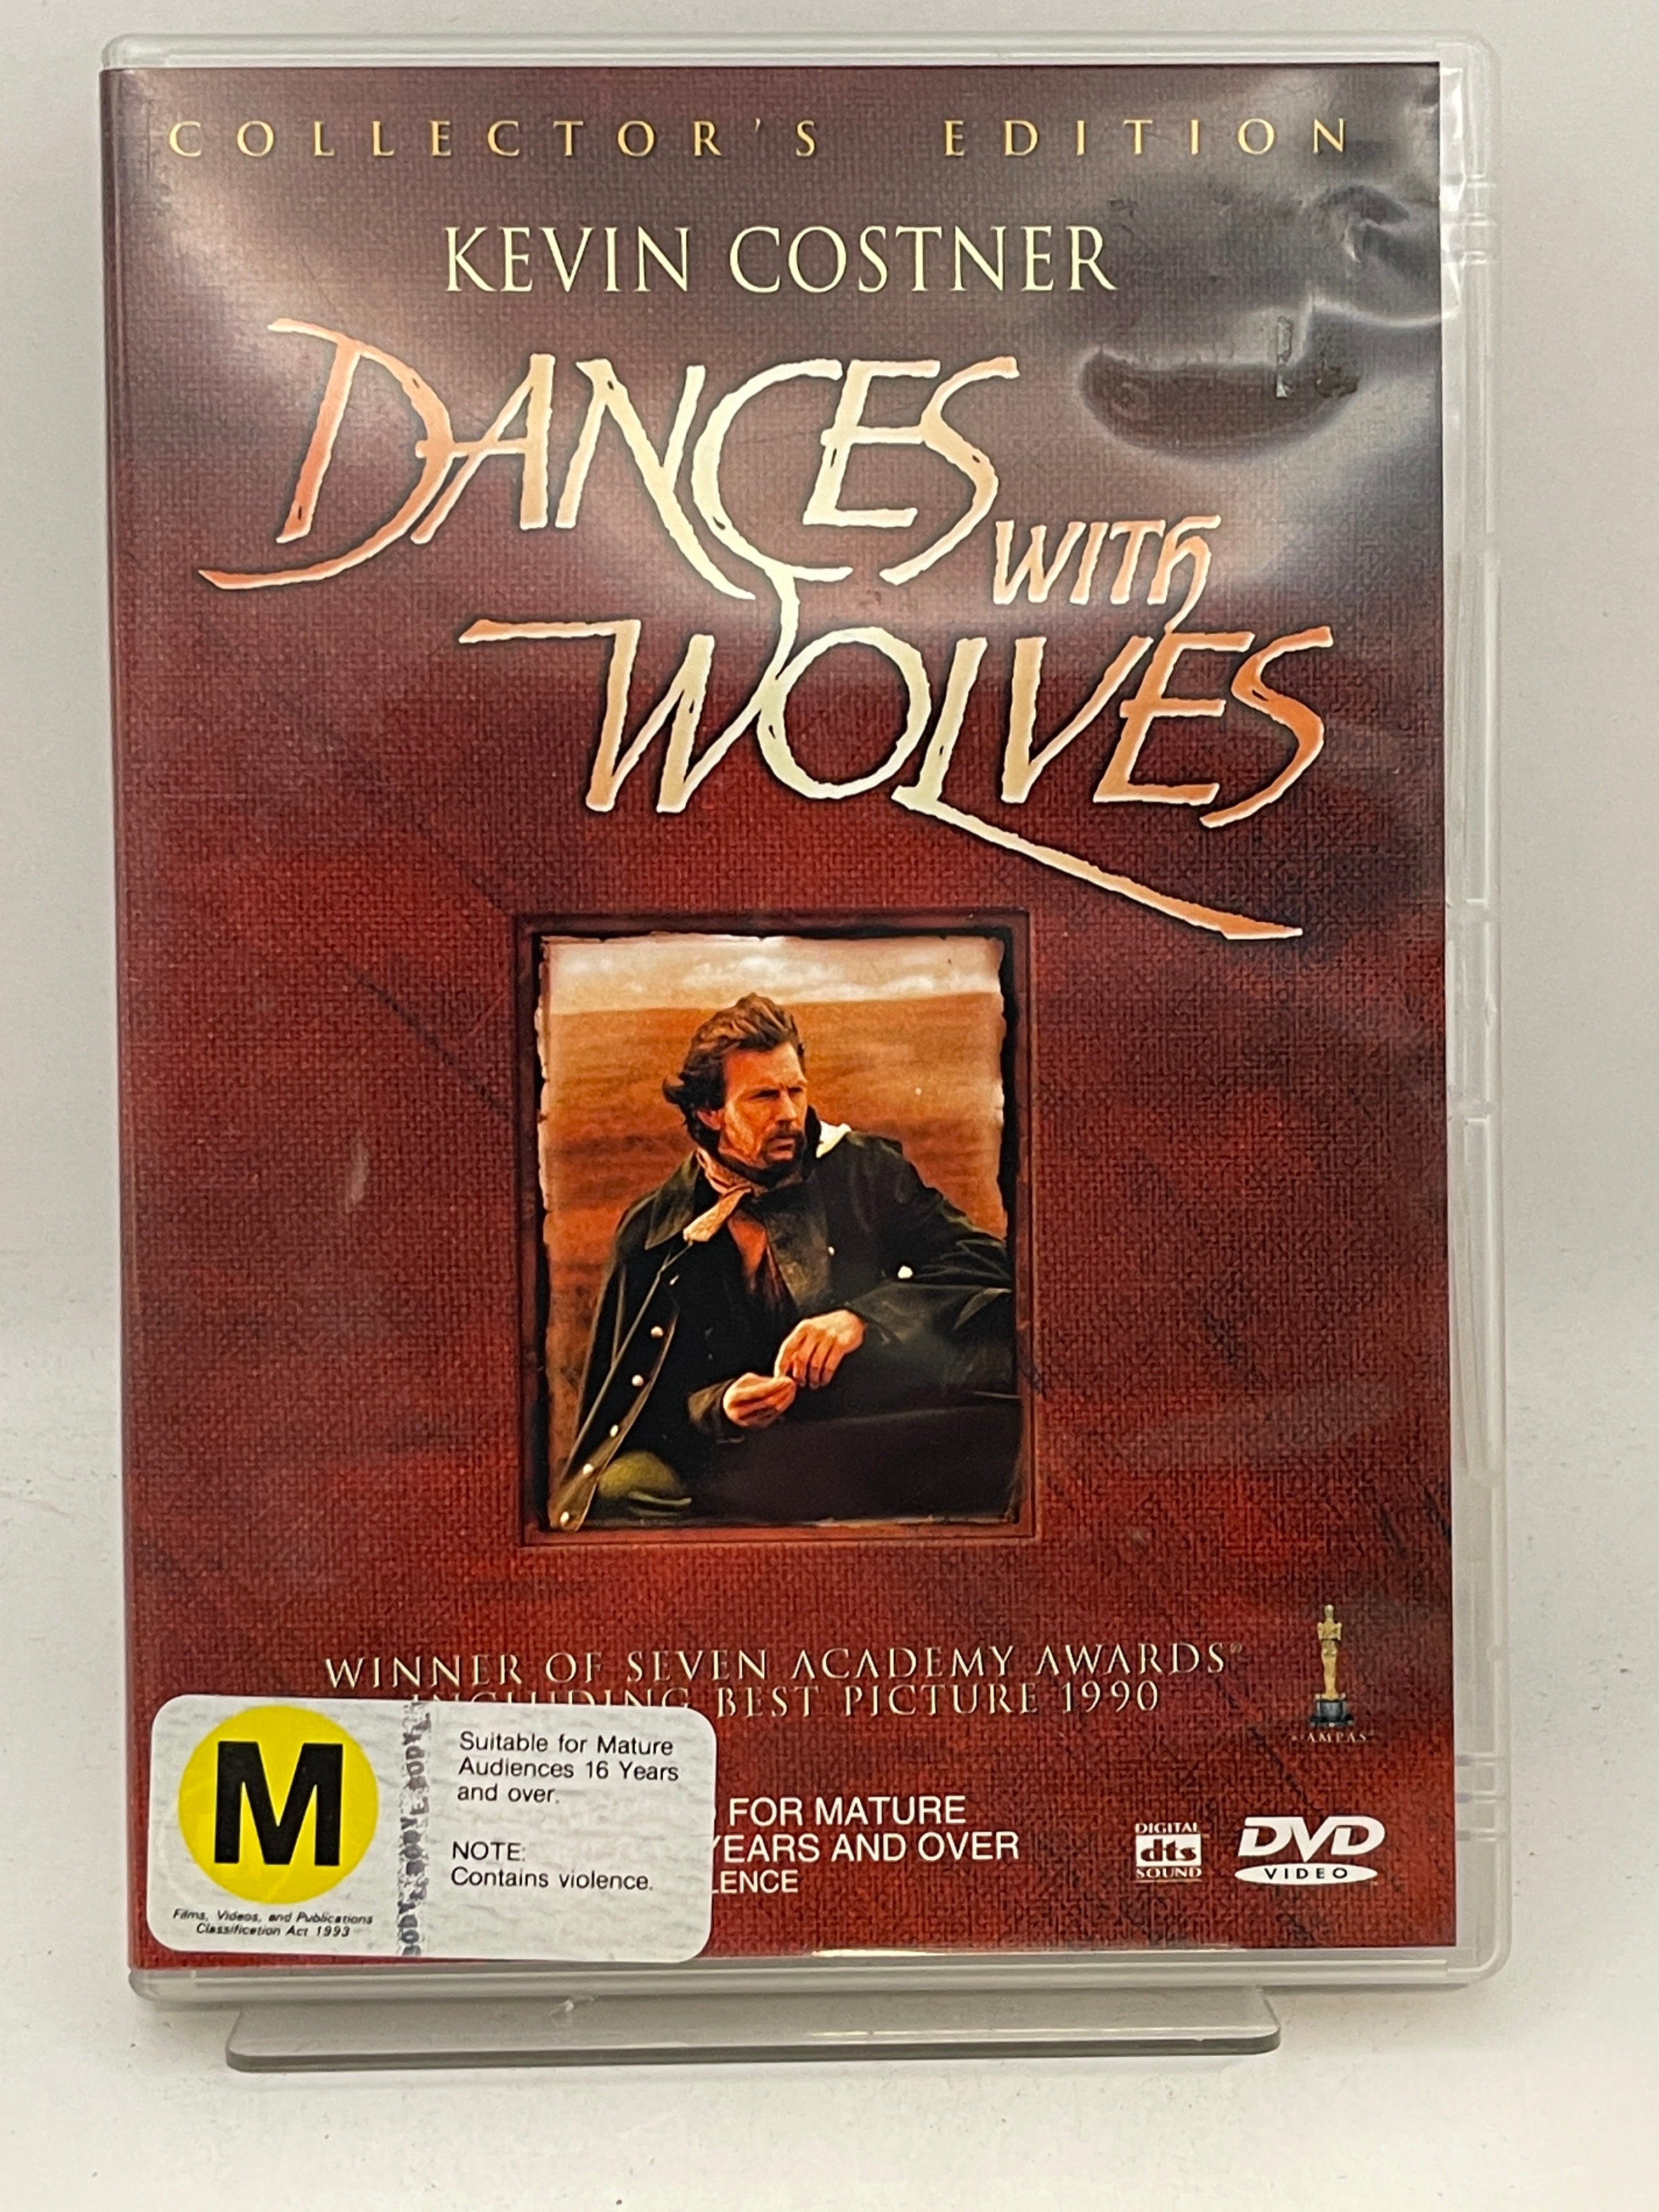 COLLECTOR'S EDITION
KEVIN COSTNER
DANCES
WITH
WOLVES
WINNER OF SEVEN ACADEMY AWARDS®
INCLUDING BEST PICTURE 1990
"AMPAS"
M
Films, Videos, and Publications
Classification Act 1993
Suitable for Mature
Audiences 16 Years
and over.
NOTE:
Contains violence.
FOR MATURE
YEARS AND OVER
LENCE
DIGITAL
dts
SOUND
DVD
VIDEO